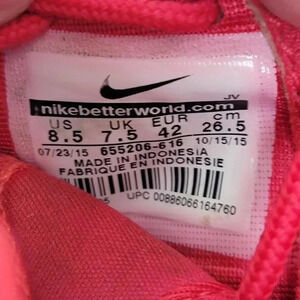 JV
nikebetterworld.com
US UK EUR cm
8.5 7.5 42 26.5
07/23/15 655206-616 10/15/15
MADE IN INDONESIA
FABRIQUE EN INDONESIE
UPC 00886066164760